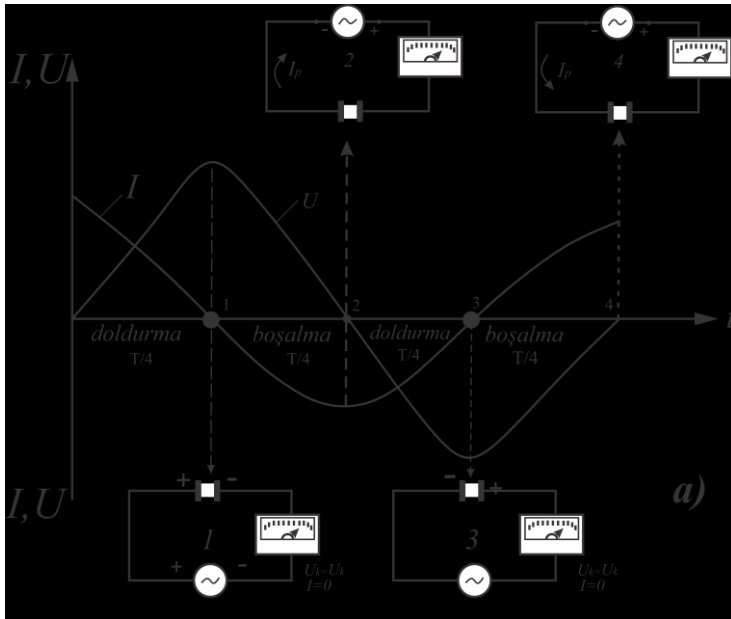 - +
2
Ip
- +
4
Ip
I,U
I
U
1
2
3
4
t
doldurma
T/4
boşalma
T/4
doldurma
T/4
boşalma
T/4
I,U
+ -
1
+ -
Uk=Uk
I=0
- +
3
Uk=Uk
I=0
a)